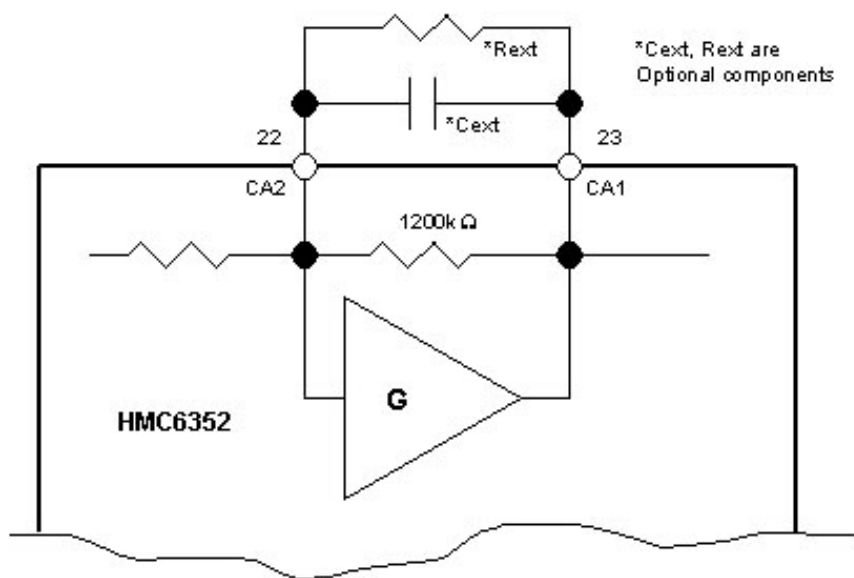 *Rext
*Cext, Rext are
Optional components
*Cext
22
23
CA2
CA1
1200k Ω
G
HMC6352